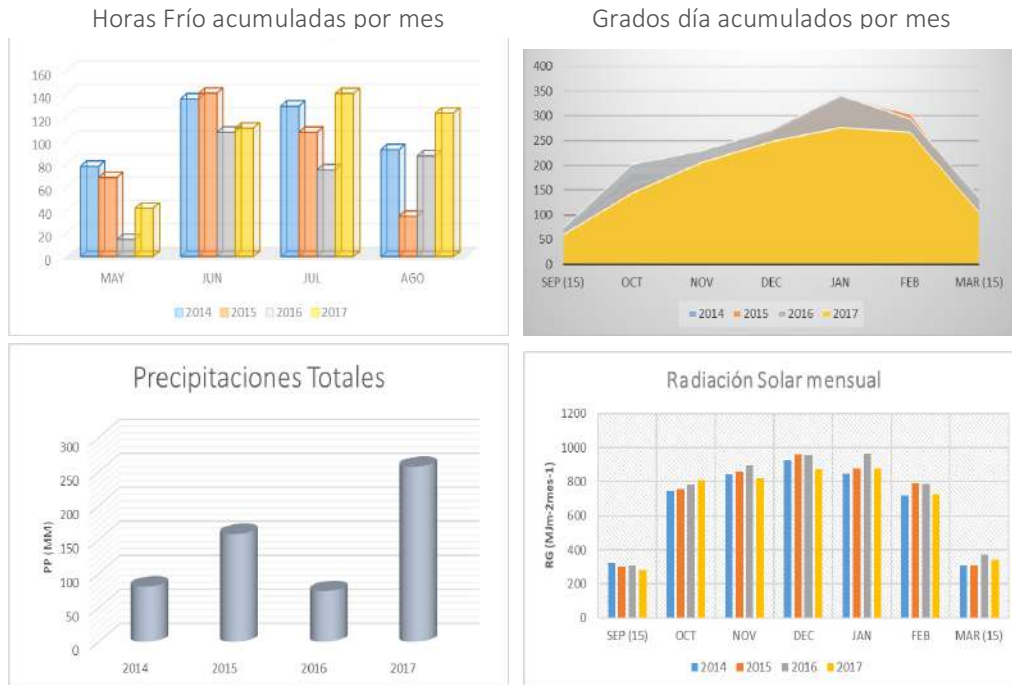 Horas Frío acumuladas por mes
160
140
120
100
80
60
40
20
0
MAY JUN JUL AGO
2014 2015 2016 2017
Grados día acumulados por mes
400
350
300
250
200
150
100
50
0
SEP (15) OCT NOV DEC JAN FEB MAR (15)
2014 2015 2016 2017
Precipitaciones Totales
PP (MM)
300
250
200
150
100
50
0
2014 2015 2016 2017
Radiación Solar mensual
RG (MJm-2mes-1)
1200
1000
800
600
400
200
0
SEP (15) OCT NOV DEC JAN FEB MAR (15)
2014 2015 2016 2017